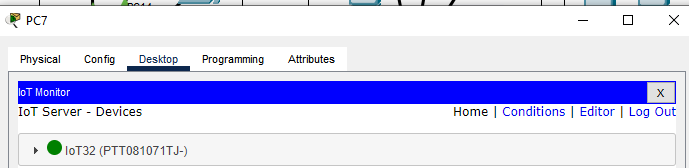 PC7
Physical Config Desktop Programming Attributes
IoT Monitor X
IoT Server - Devices Home | Conditions | Editor | Log Out
IoT32 (PTT081071TJ-)